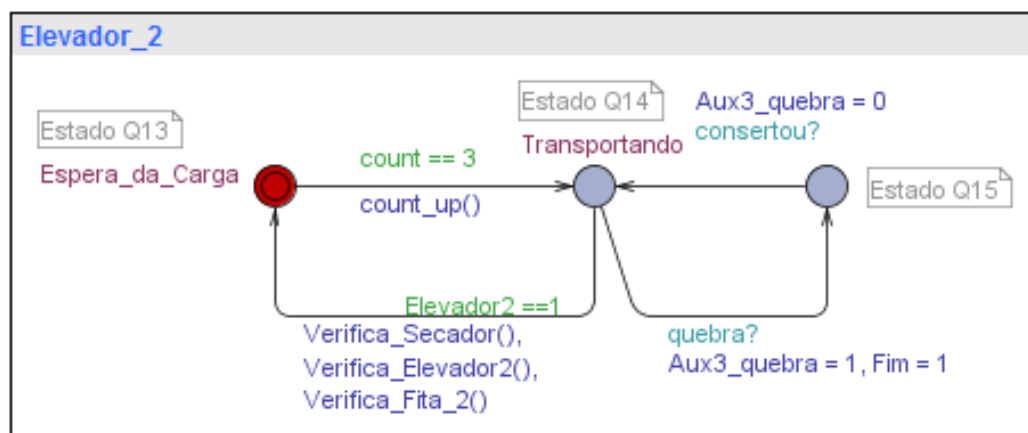 Elevador_2
Estado Q13
Espera_da_Carga
count == 3
count_up()
Estado Q14
Transportando
Aux3_quebra = 0
consertou?
Estado Q15
Elevador2 ==1
Verifica_Secador(),
Verifica_Elevador2(),
Verifica_Fita_2()
quebra?
Aux3_quebra = 1, Fim = 1